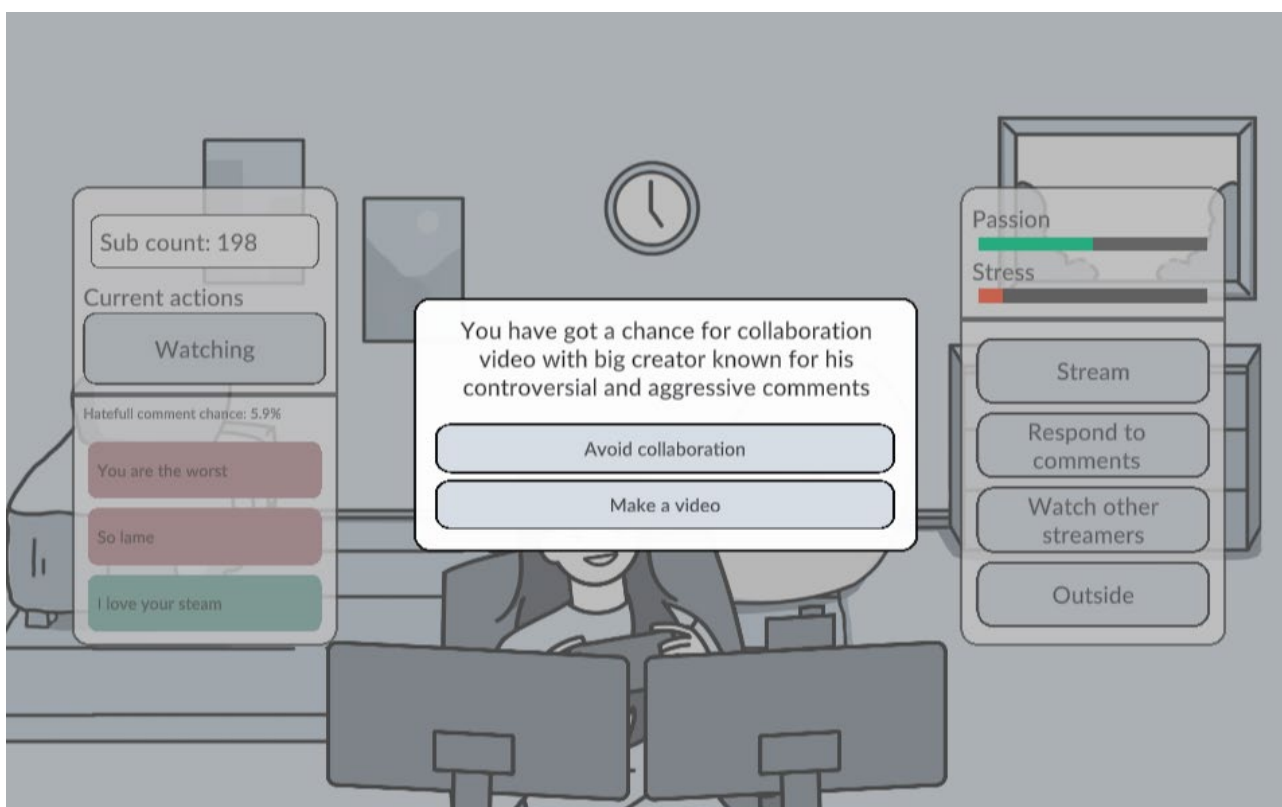 Sub count: 198
Current actions
Watching
Hatefull comment chance: 5.9%
You are the worst
So lame
I love your steam
You have got a chance for collaboration
video with big creator known for his
controversial and aggressive comments
Avoid collaboration
Make a video
Passion
Stress
Stream
Respond to
comments
Watch other
streamers
Outside